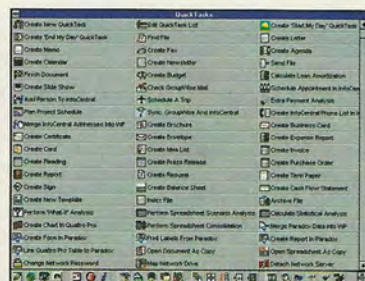 QuickTasks
Create New QuickTask
Edit QuickTask List
Create 'Start My Day' QuickTask
Create 'End My Day' QuickTask
Find File
Create Letter
Create Memo
Create Fax
Create Agenda
Create Calendar
Create Newsletter
Send File
Finish Document
Create Budget
Calculate Loan Amortization
Create Slide Show
Check GroupWise Mail
Schedule Appointment In InfoCen
Add Person To InfoCentral
Schedule A Trip
Extra Payment Analysis
Plan Project Schedule
Sync. GroupWise And InfoCentral
Create InfoCentral Phone List In
Merge InfoCentral Addresses Into WP
Create Brochure
Create Business Card
Create Certificate
Create Envelope
Create Expense Report
Create Card
Create New List
Create Invoice
Create Reading
Create Press Release
Create Purchase Order
Create Report
Create Resume
Create Term Paper
Create Sign
Create Balance Sheet
Create Cash Flow Statement
Create New Template
Index File
Archive File
Perform 'What-If' Analysis
Perform Spreadsheet Scenario Analysis
Calculate Statistical Analysis
Create Chart In Quattro Pro
Perform Spreadsheet Consolidation
Merge Paradox Data Into WP
Create Form In Paradox
Print Labels From Paradox
Create Report In Paradox
Link Quattro Pro Table to Paradox
Open Document As Copy
Open Spreadsheet As Copy
Change Network Password
Map Network Drive
Detach Network Server